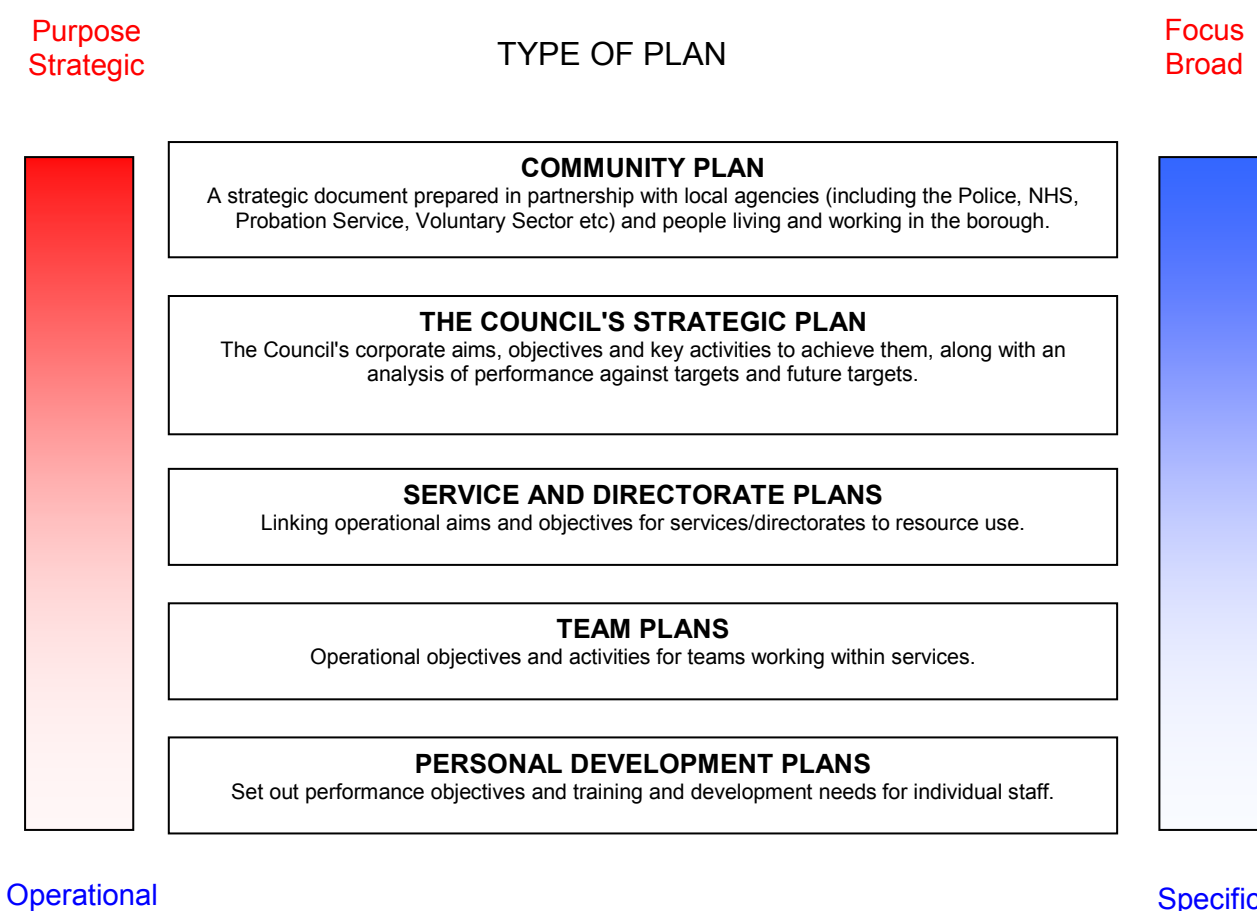 Purpose
Strategic
TYPE OF PLAN
Focus
Broad
COMMUNITY PLAN
A strategic document prepared in partnership with local agencies (including the Police, NHS,
Probation Service, Voluntary Sector etc) and people living and working in the borough.
THE COUNCIL'S STRATEGIC PLAN
The Council's corporate aims, objectives and key activities to achieve them, along with an
analysis of performance against targets and future targets.
SERVICE AND DIRECTORATE PLANS
Linking operational aims and objectives for services/directorates to resource use.
TEAM PLANS
Operational objectives and activities for teams working within services.
PERSONAL DEVELOPMENT PLANS
Set out performance objectives and training and development needs for individual staff.
Operational
Specific